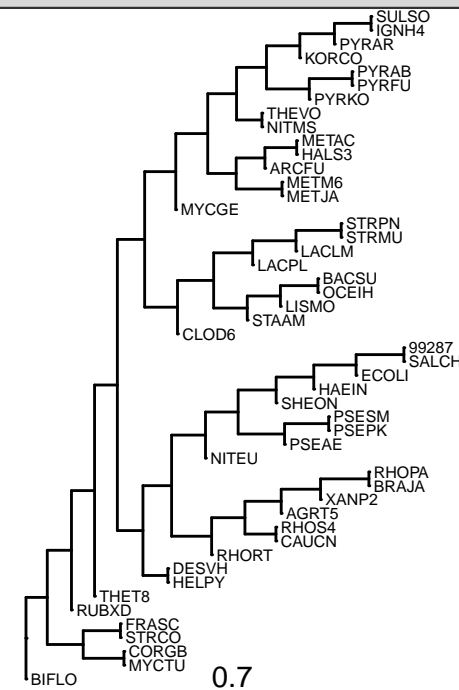 SULSO
IGNH4
PYRAR
KORCO
PYRAB
PYRFU
PYRKO
THEVO
NITMS
METAC
HALS3
ARCFU
METM6
METJA
MYCGE
STRPN
STRMU
LACLM
LACPL
BACSU
OCEIH
LISMO
STAAM
CLOD6
99287
SALCH
ECOLI
HAEIN
SHEON
PSESM
PSEPK
PSEAE
NITEU
RHOPA
BRAJA
XANP2
AGRT5
RHOS4
CAUCN
RHORT
DESVH
HELPY
THET8
RUBXD
FRASC
STRCO
CORGB
MYCTU
BIFLO
0.7